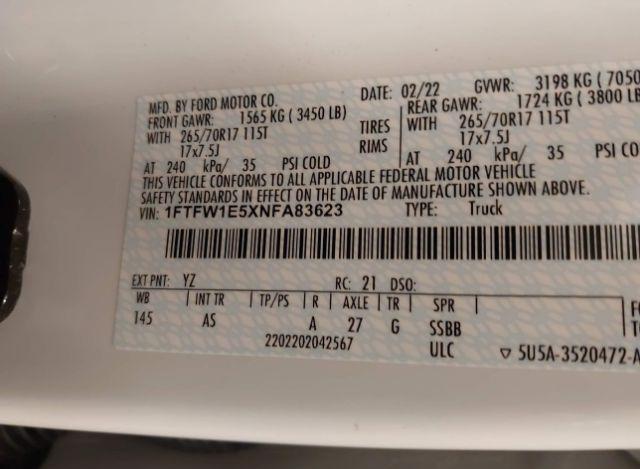 MFD. BY FORD MOTOR CO. DATE: 02/22 GVWR: 3198 KG ( 7050
FRONT GAWR: 1565 KG ( 3450 LB) REAR GAWR: 1724 KG ( 3800 LB
WITH 265/70R17 115T TIRES WITH 265/70R17 115T
17x7.5J RIMS 17x7.5J
AT 240 kPa/ 35 PSI COLD AT 240 kPa/ 35 PSI CO
THIS VEHICLE CONFORMS TO ALL APPLICABLE FEDERAL MOTOR VEHICLE
SAFETY STANDARDS IN EFFECT ON THE DATE OF MANUFACTURE SHOWN ABOVE.
VIN: 1FTFW1E5XNFA83623 TYPE: Truck
EXT PNT: YZ RC: 21 DSO:
WB INT TR TP/PS R AXLE TR SPR
145 AS A 27 G SSBB
2202202042567 ULC 5U5A-3520472-A